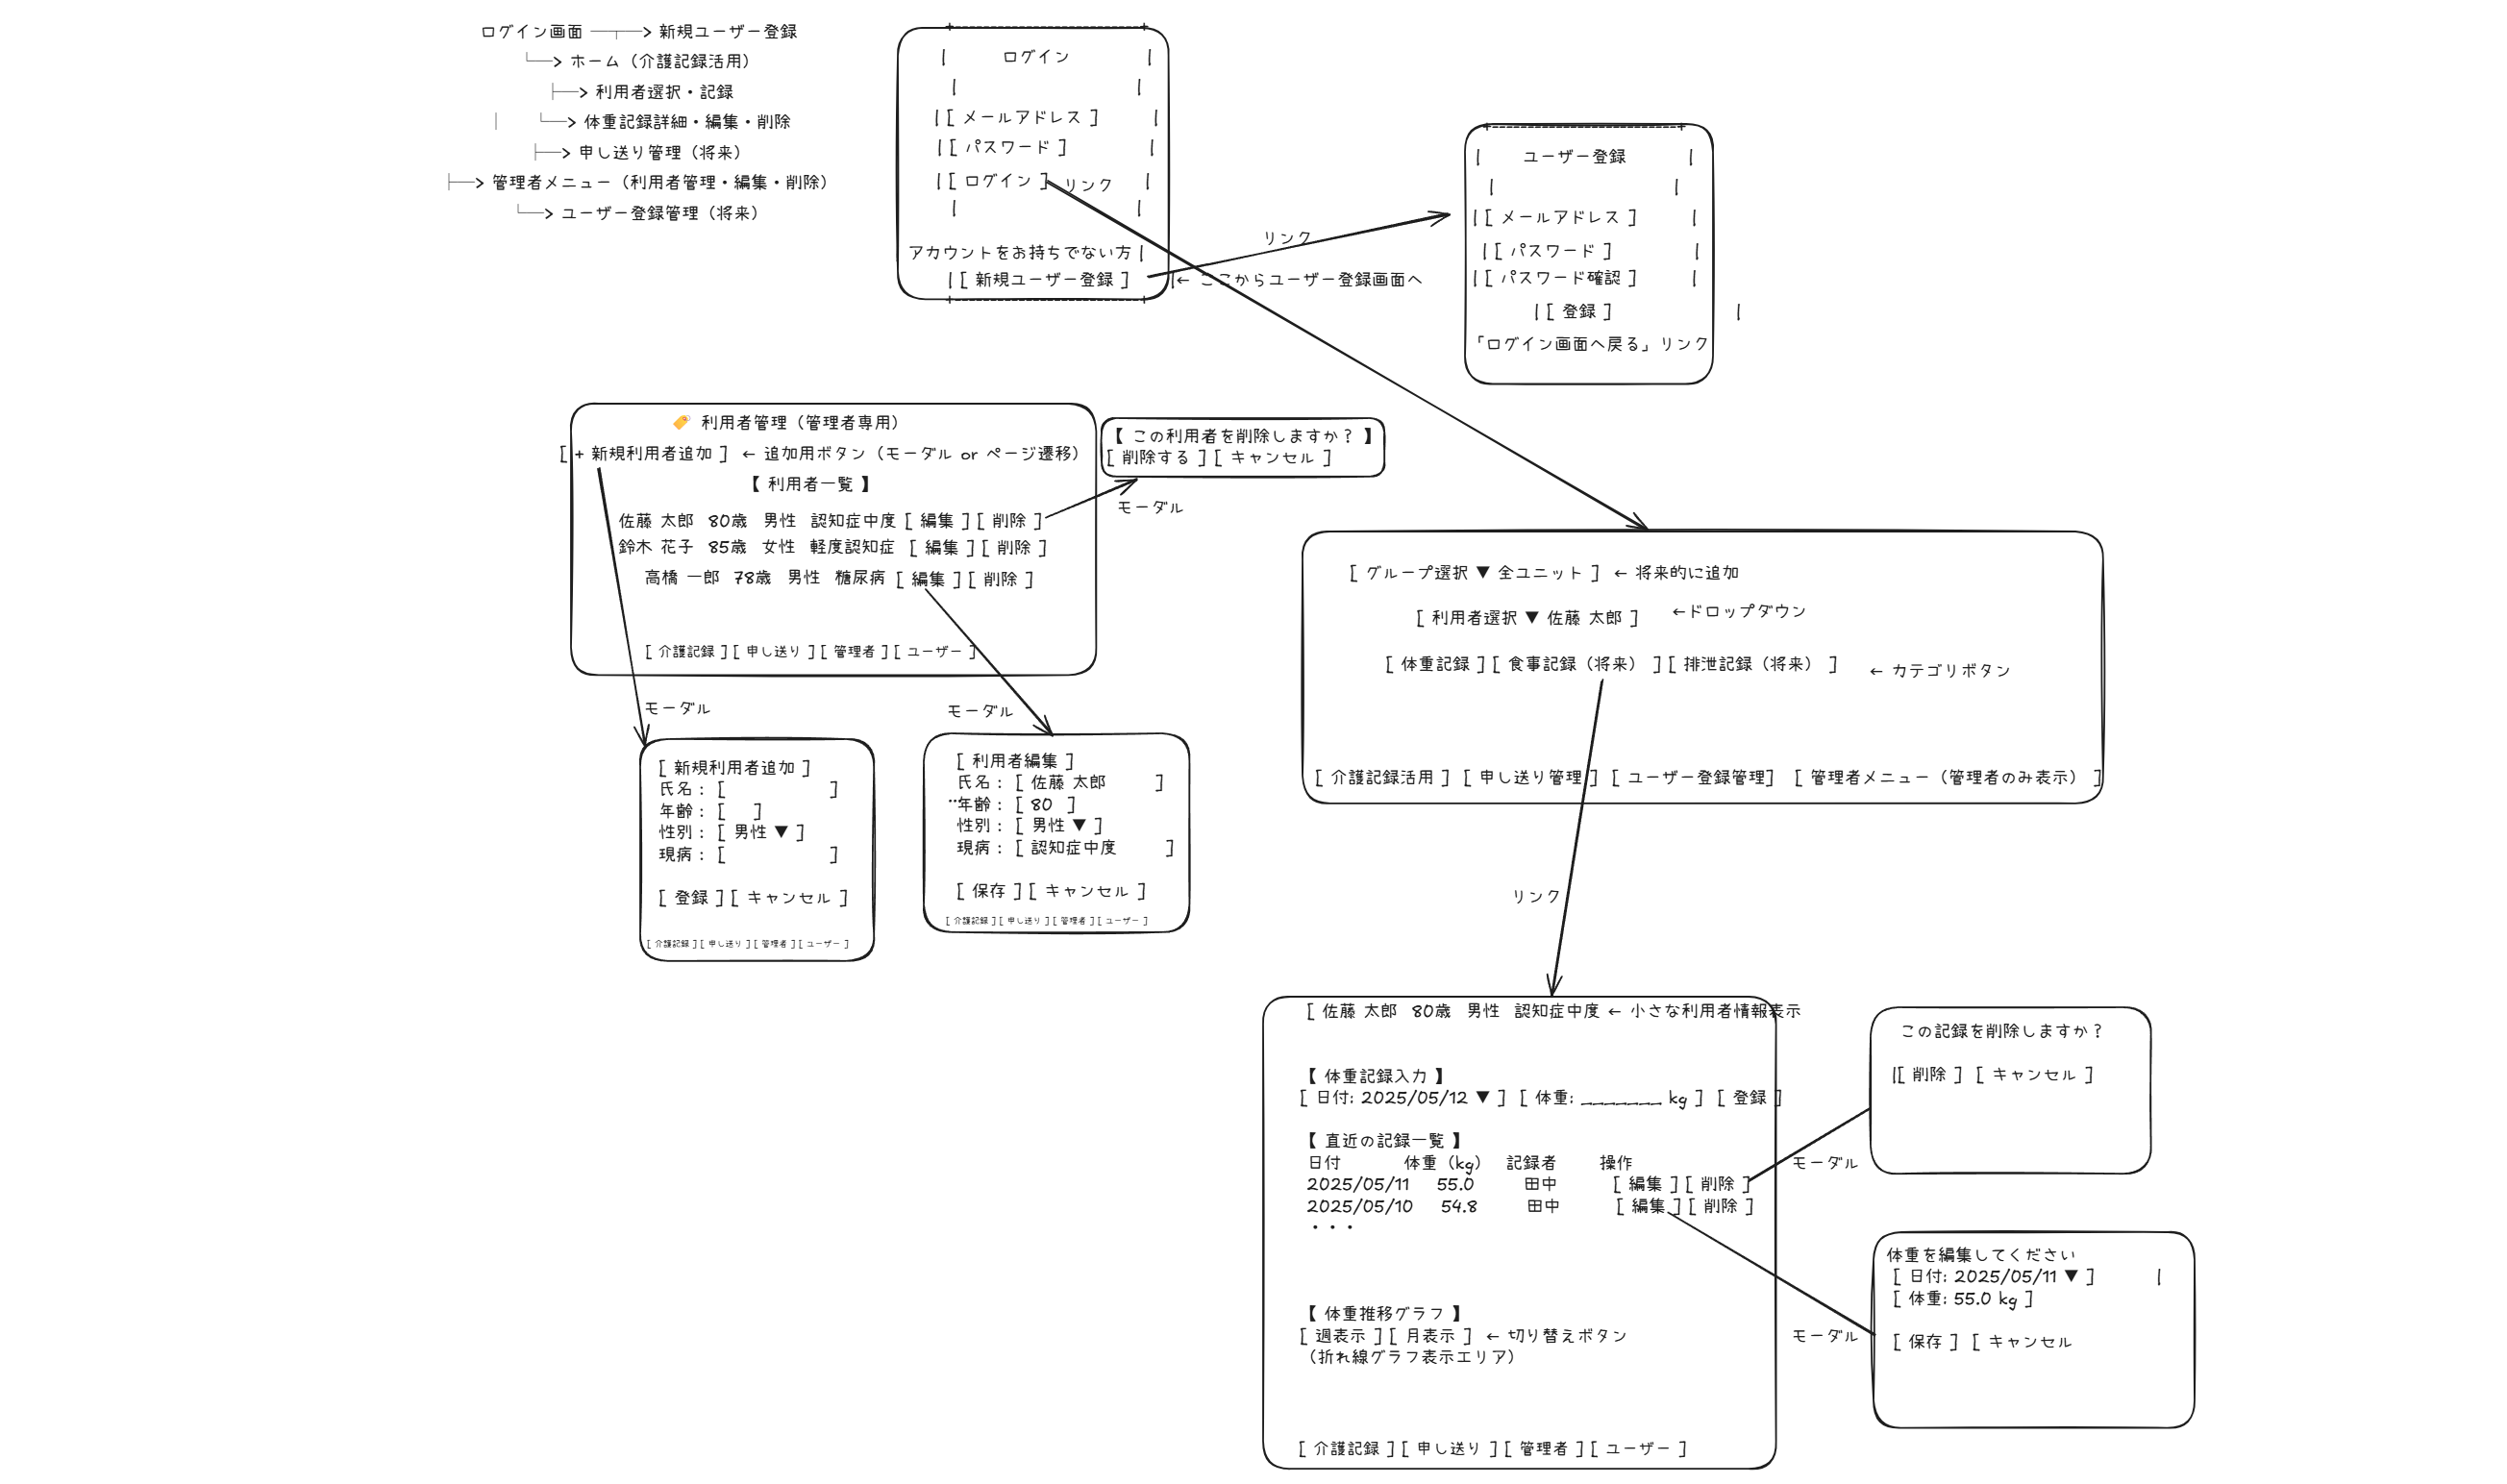 ログイン画面 ──┬──> 新規ユーザー登録
└──> ホーム（介護記録活用）
├──> 利用者選択・記録
│ └──> 体重記録詳細・編集・削除
├──> 申し送り管理（将来）
├──> 管理者メニュー（利用者管理・編集・削除）
└──> ユーザー登録管理（将来）
+---------------------------+
| ログイン |
| |
| [ メールアドレス ] |
| [ パスワード ] |
| [ ログイン ] |
リンク
| |
アカウントをお持ちでない方 |
| [ 新規ユーザー登録 ] |← ここからユーザー登録画面へ
+---------------------------+
リンク
+---------------------------+
| ユーザー登録 |
| |
| [ メールアドレス ] |
| [ パスワード ] |
| [ パスワード確認 ] |
| [ 登録 ] |
「ログイン画面へ戻る」リンク
🏷️ 利用者管理（管理者専用）
[ + 新規利用者追加 ] ← 追加用ボタン（モーダル or ページ遷移）
【 利用者一覧 】
佐藤 太郎 80歳 男性 認知症中度 [ 編集 ] [ 削除 ]
鈴木 花子 85歳 女性 軽度認知症 [ 編集 ] [ 削除 ]
高橋 一郎 78歳 男性 糖尿病 [ 編集 ] [ 削除 ]
[ 介護記録 ] [ 申し送り ] [ 管理者 ] [ ユーザー ]
【 この利用者を削除しますか？ 】
[ 削除する ] [ キャンセル ]
モーダル
モーダル
モーダル
[ 新規利用者追加 ]
氏名： [ ]
年齢： [ ]
性別： [ 男性 ▼ ]
現病： [ ]
[ 登録 ] [ キャンセル ]
[ 介護記録 ] [ 申し送り ] [ 管理者 ] [ ユーザー ]
[ 利用者編集 ]
氏名： [ 佐藤 太郎 ]
¨年齢： [ 80 ]
性別： [ 男性 ▼ ]
現病： [ 認知症中度 ]
[ 保存 ] [ キャンセル ]
[ 介護記録 ] [ 申し送り ] [ 管理者 ] [ ユーザー ]
[ グループ選択 ▼ 全ユニット ] ← 将来的に追加
[ 利用者選択 ▼ 佐藤 太郎 ] ←ドロップダウン
[ 体重記録 ] [ 食事記録（将来） ] [ 排泄記録（将来） ] ← カテゴリボタン
[ 介護記録活用 ] [ 申し送り管理 ] [ ユーザー登録管理] [ 管理者メニュー（管理者のみ表示） ]
リンク
[ 佐藤 太郎 80歳 男性 認知症中度 ← 小さな利用者情報表示
【 体重記録入力 】
[ 日付: 2025/05/12 ▼ ] [ 体重: _______ kg ] [ 登録 ]
【 直近の記録一覧 】
日付 体重（kg） 記録者 操作
2025/05/11 55.0 田中 [ 編集 ] [ 削除 ]
2025/05/10 54.8 田中 [ 編集 ] [ 削除 ]
・・・
【 体重推移グラフ 】
[ 週表示 ] [ 月表示 ] ← 切り替えボタン
（折れ線グラフ表示エリア）
[ 介護記録 ] [ 申し送り ] [ 管理者 ] [ ユーザー ]
モーダル
この記録を削除しますか？
|[ 削除 ] [ キャンセル ]
モーダル
体重を編集してください
[ 日付: 2025/05/11 ▼ ] |
[ 体重: 55.0 kg ]
[ 保存 ] [ キャンセル